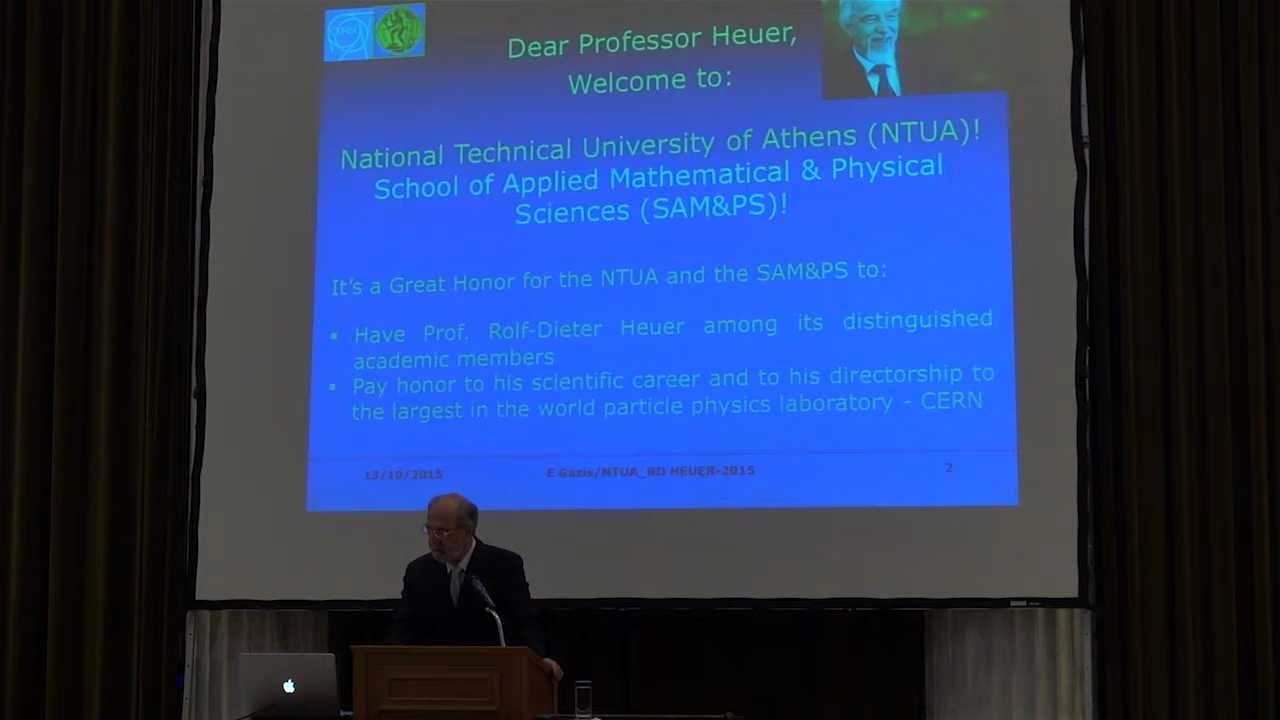 CERN
Dear Professor Heuer,
Welcome to:
National Technical University of Athens (NTUA)!
School of Applied Mathematical & Physical
Sciences (SAM&PS)!
It's a Great Honor for the NTUA and the SAM&PS to:
▪ Have Prof. Rolf-Dieter Heuer among its distinguished
academic members
▪ Pay honor to his scientific career and to his directorship to
the largest in the world particle physics laboratory - CERN
13/10/2015 E Gazis/NTUA_RD HEUER-2015 2